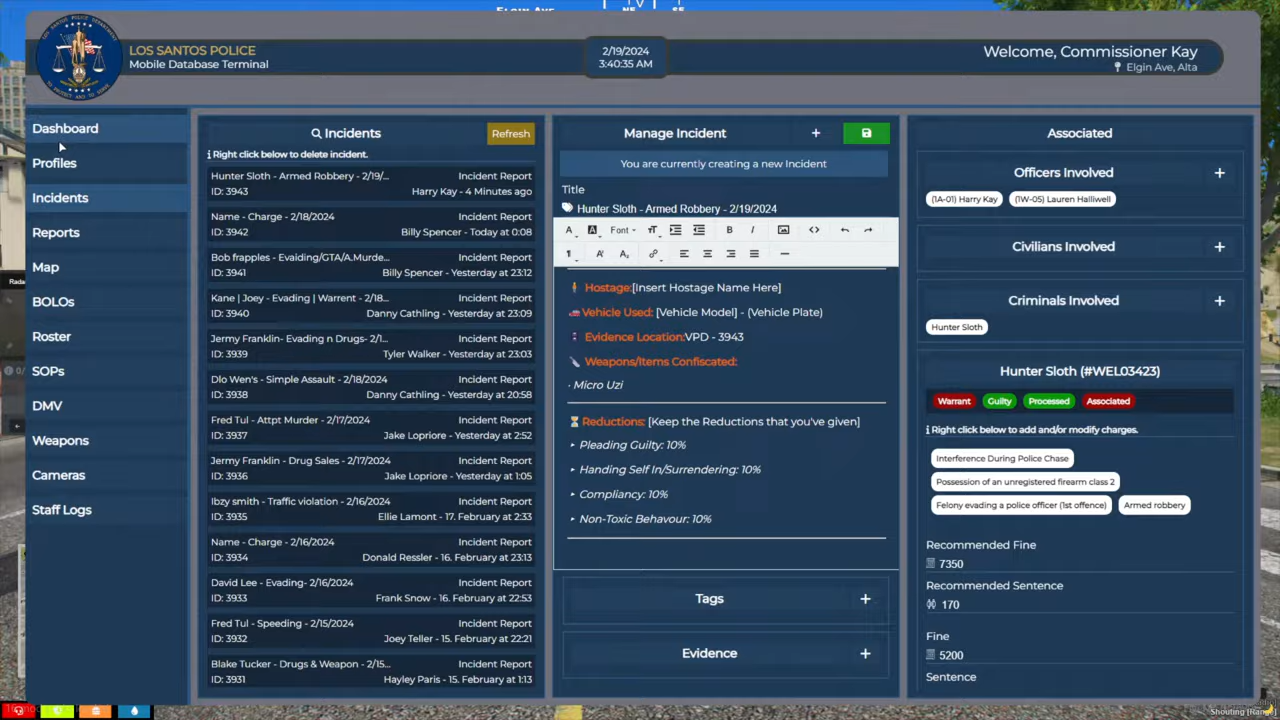 ELGIN AVE
NE
SE
LOS SANTOS POLICE
Mobile Database Terminal
2/19/2024
3:40:35 AM
Welcome, Commissioner Kay
Elgin Ave, Alta
Dashboard
Profiles
Incidents
Reports
Map
BOLOs
Roster
SOPs
DMV
Weapons
Cameras
Staff Logs
Incidents
Refresh
Right click below to delete incident.
Hunter Sloth - Armed Robbery - 2/19/... Incident Report
ID: 3943 Harry Kay - 4 Minutes ago
Name - Charge - 2/18/2024 Incident Report
ID: 3942 Billy Spencer - Today at 0:08
Bob frapples - Evaiding/GTA/A.Murde... Incident Report
ID: 3941 Billy Spencer - Yesterday at 23:12
Kane | Joey - Evading | Warrent - 2/18... Incident Report
ID: 3940 Danny Cathling - Yesterday at 23:09
Jermy Franklin- Evading n Drugs- 2/1... Incident Report
ID: 3939 Tyler Walker - Yesterday at 23:03
Dlo Wen's - Simple Assault - 2/18/2024 Incident Report
ID: 3938 Danny Cathling - Yesterday at 20:58
Fred Tul - Attpt Murder - 2/17/2024 Incident Report
ID: 3937 Jake Lopriore - Yesterday at 2:52
Jermy Franklin - Drug Sales - 2/17/2024 Incident Report
ID: 3936 Jake Lopriore - Yesterday at 1:05
Ibzy smith - Traffic violation - 2/16/2024 Incident Report
ID: 3935 Ellie Lamont - 17. February at 2:33
Name - Charge - 2/16/2024 Incident Report
ID: 3934 Donald Ressler - 16. February at 23:13
David Lee - Evading- 2/16/2024 Incident Report
ID: 3933 Frank Snow - 16. February at 22:53
Fred Tul - Speeding - 2/15/2024 Incident Report
ID: 3932 Joey Teller - 15. February at 22:21
Blake Tucker - Drugs & Weapon - 2/15... Incident Report
ID: 3931 Hayley Paris - 15. February at 1:13
Manage Incident +
You are currently creating a new Incident
Title
Hunter Sloth - Armed Robbery - 2/19/2024
Font
Hostage:[Insert Hostage Name Here]
Vehicle Used: [Vehicle Model] - (Vehicle Plate)
Evidence Location:VPD - 3943
Weapons/Items Confiscated:
· Micro Uzi
Reductions: [Keep the Reductions that you've given]
‣ Pleading Guilty: 10%
‣ Handing Self In/Surrendering: 10%
‣ Compliancy: 10%
‣ Non-Toxic Behaviour: 10%
Tags +
Evidence +
Associated
Officers Involved +
(1A-01) Harry Kay (1W-05) Lauren Halliwell
Civilians Involved +
Criminals Involved +
Hunter Sloth
Hunter Sloth (#WEL03423)
Warrant Guilty Processed Associated
Right click below to add and/or modify charges.
Interference During Police Chase
Possession of an unregistered firearm class 2
Felony evading a police officer (1st offence) Armed robbery
Recommended Fine
7350
Recommended Sentence
170
Fine
5200
Sentence